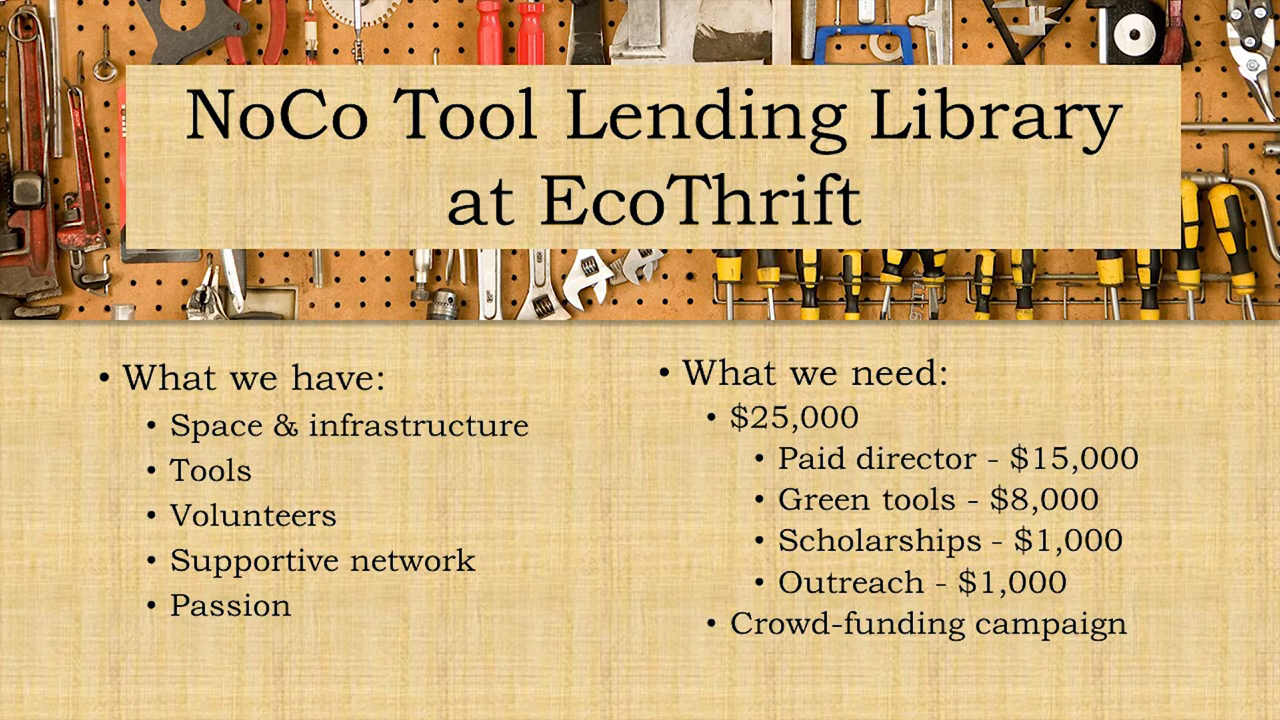 NoCo Tool Lending Library
at EcoThrift
• What we have:
• Space & infrastructure
• Tools
• Volunteers
• Supportive network
• Passion
• What we need:
• $25,000
• Paid director - $15,000
• Green tools - $8,000
• Scholarships - $1,000
• Outreach - $1,000
• Crowd-funding campaign